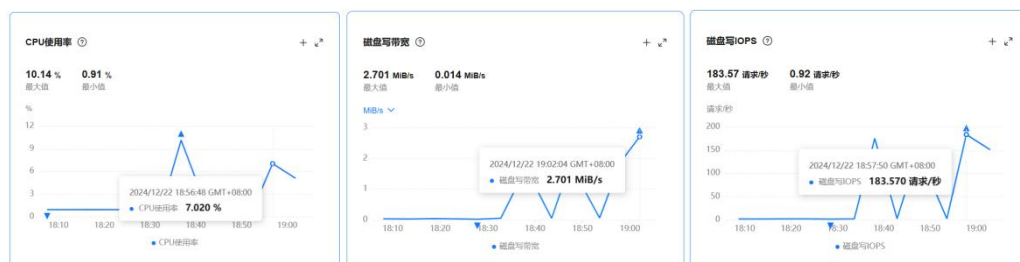 CPU使用率
10.14 % 0.91 %
最大值 最小值
%
12
9
6
3
0
2024/12/22 18:56:48 GMT+08:00
CPU使用率 7.020 %
18:10 18:20 18:30 18:40 18:50 19:00
CPU使用率
磁盘写带宽
2.701 MiB/s 0.014 MiB/s
最大值 最小值
MiB/s
3
2
1
0
2024/12/22 19:02:04 GMT+08:00
磁盘写带宽 2.701 MiB/s
18:10 18:20 18:30 18:40 18:50 19:00
磁盘写带宽
磁盘写IOPS
183.57 请求/秒 0.92 请求/秒
最大值 最小值
请求/秒
200
150
100
50
0
2024/12/22 18:57:50 GMT+08:00
磁盘写IOPS 183.570 请求/秒
18:10 18:20 18:30 18:40 18:50 19:00
磁盘写IOPS